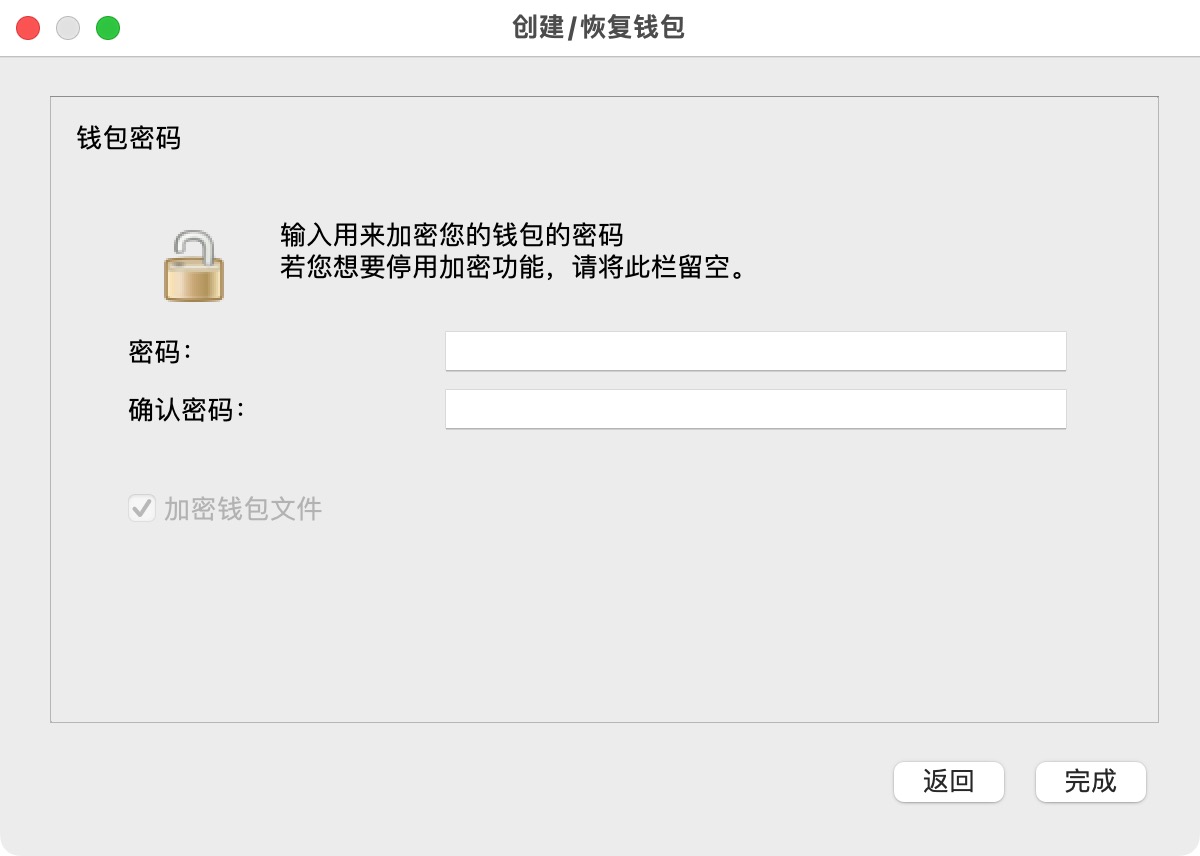 创建/恢复钱包
钱包密码
输入用来加密您的钱包的密码
若您想要停用加密功能，请将此栏留空。
密码：
确认密码：
加密钱包文件
返回
完成